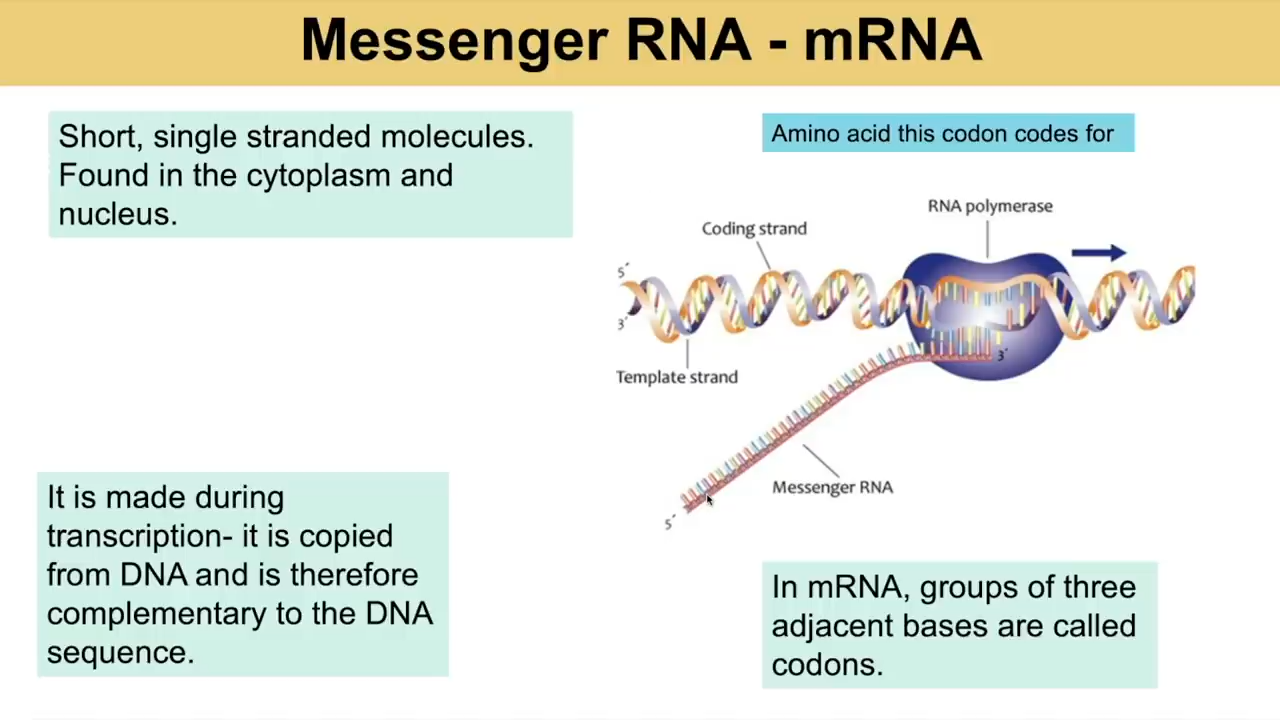 Messenger RNA - mRNA
Short, single stranded molecules.
Found in the cytoplasm and
nucleus.
Amino acid this codon codes for
RNA polymerase
Coding strand
5´
3´
Template strand
3´
Messenger RNA
5´
It is made during
transcription- it is copied
from DNA and is therefore
complementary to the DNA
sequence.
In mRNA, groups of three
adjacent bases are called
codons.